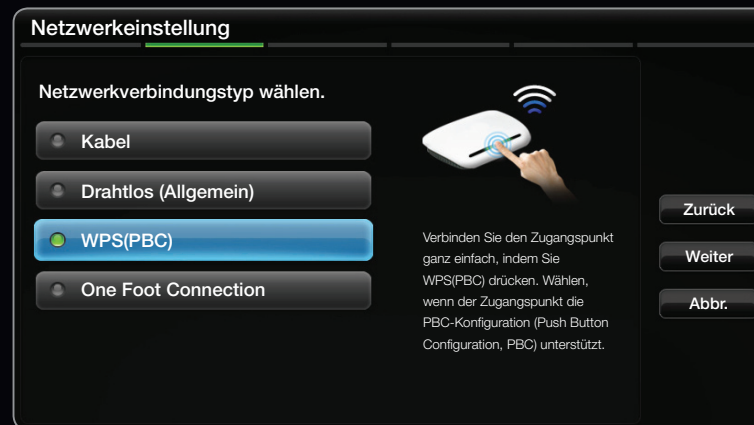 Netzwerkeinstellung
Netzwerkverbindungstyp wählen.
Kabel
Drahtlos (Allgemein)
WPS(PBC)
One Foot Connection
Verbinden Sie den Zugangspunkt
ganz einfach, indem Sie
WPS(PBC) drücken. Wählen,
wenn der Zugangspunkt die
PBC-Konfiguration (Push Button
Configuration, PBC) unterstützt.
Zurück
Weiter
Abbr.